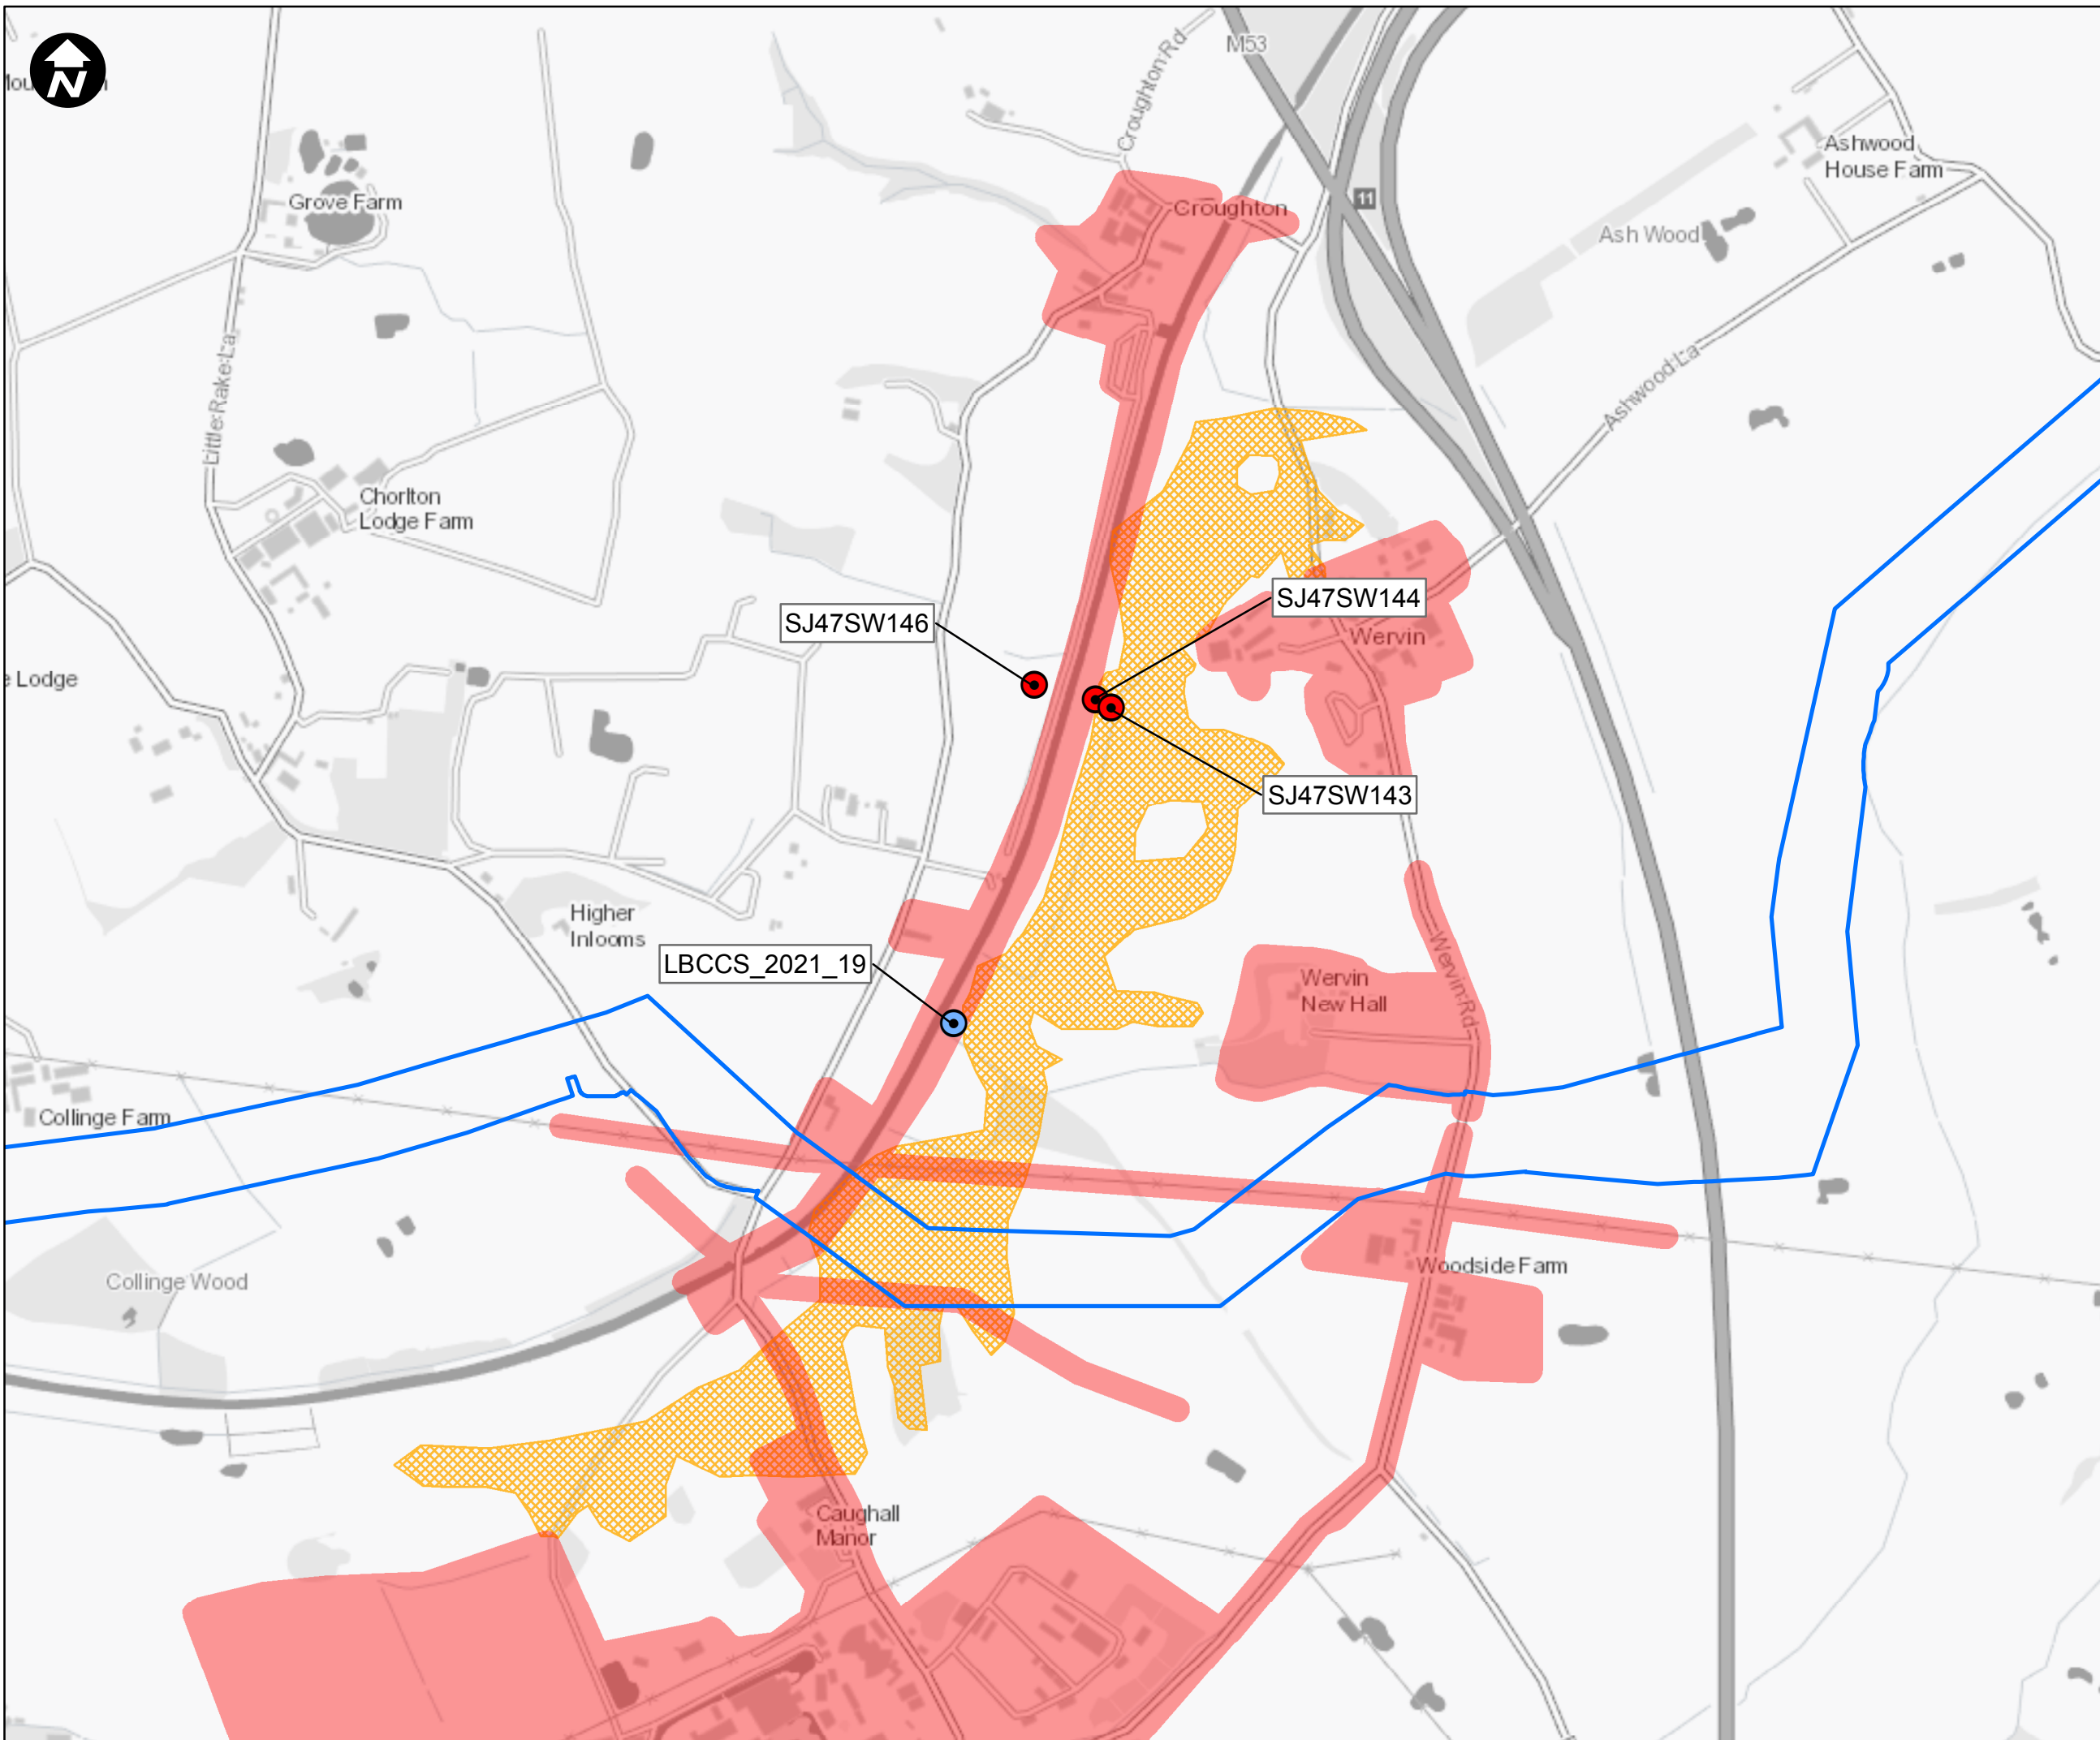 M53
N
Croughton Rd
Ashwood
House Farm
11
Grove Farm
Croughton
Ash Wood
Little Rake La
Ashwood La
Chorlton
Lodge Farm
SJ47SW144
SJ47SW146
Wervin
e Lodge
SJ47SW143
Higher
Inlooms
LBCCS_2021_19
Wervin Rd
Wervin
New Hall
Collinge Farm
Woodside Farm
Collinge Wood
Caughall
Manor